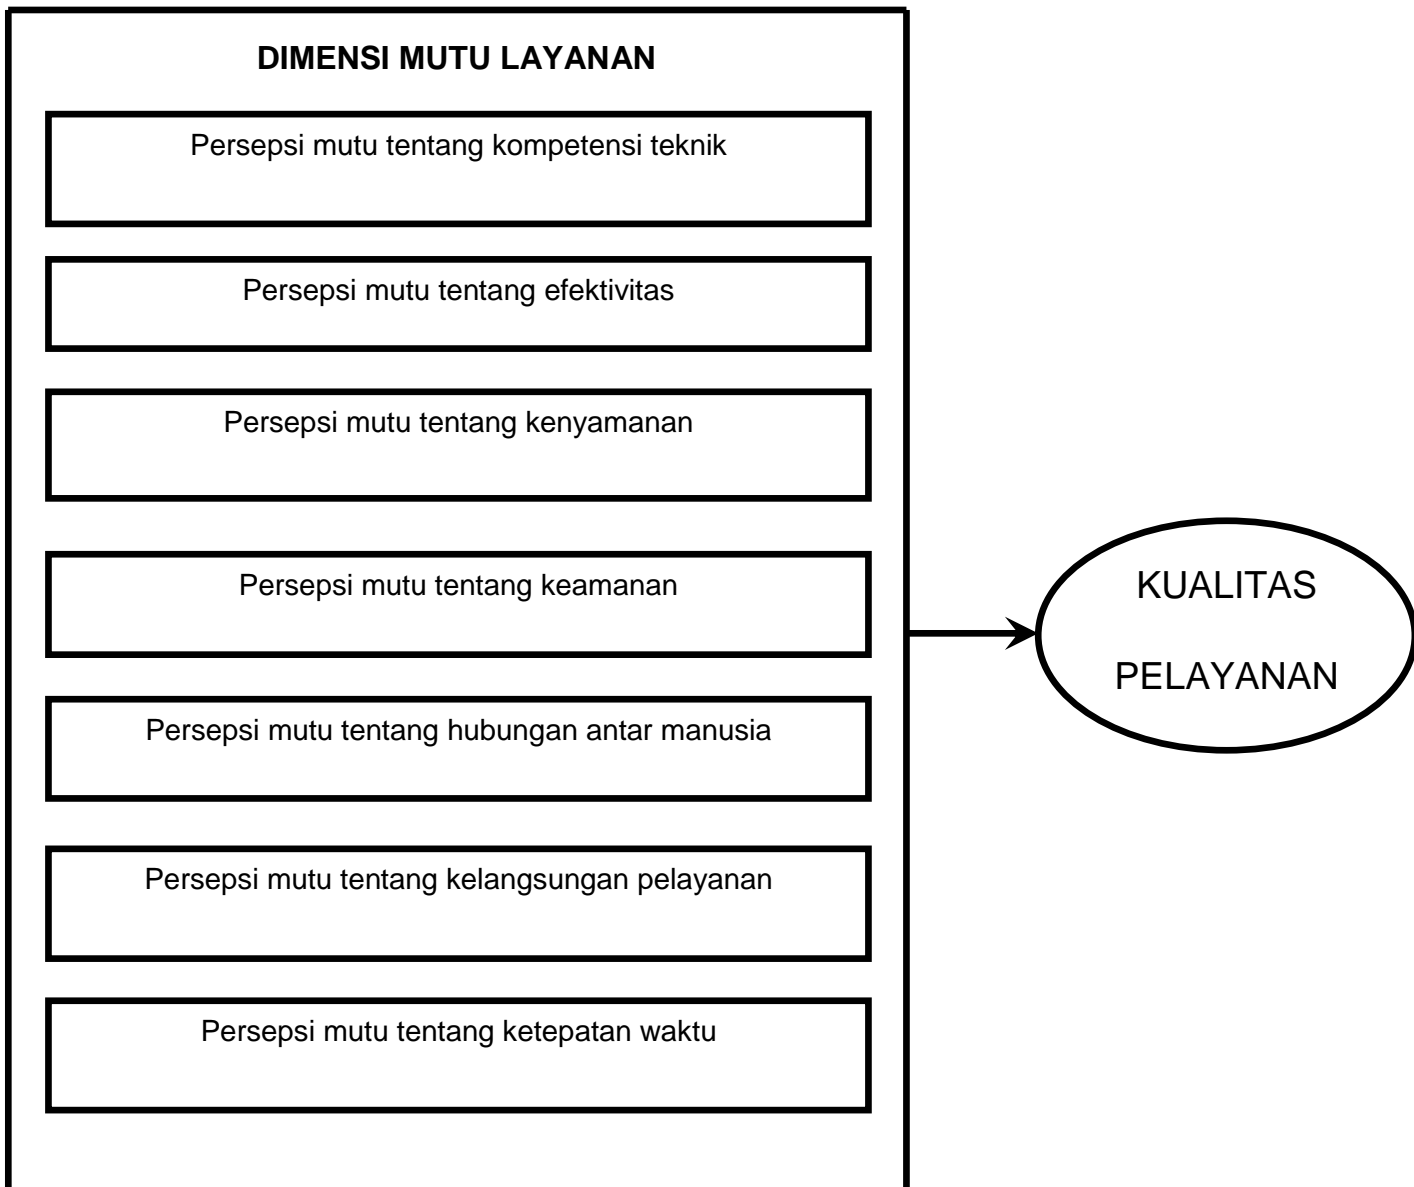 DIMENSI MUTU LAYANAN
Persepsi mutu tentang kompetensi teknik
Persepsi mutu tentang efektivitas
Persepsi mutu tentang kenyamanan
Persepsi mutu tentang keamanan
Persepsi mutu tentang hubungan antar manusia
Persepsi mutu tentang kelangsungan pelayanan
Persepsi mutu tentang ketepatan waktu
KUALITAS
PELAYANAN